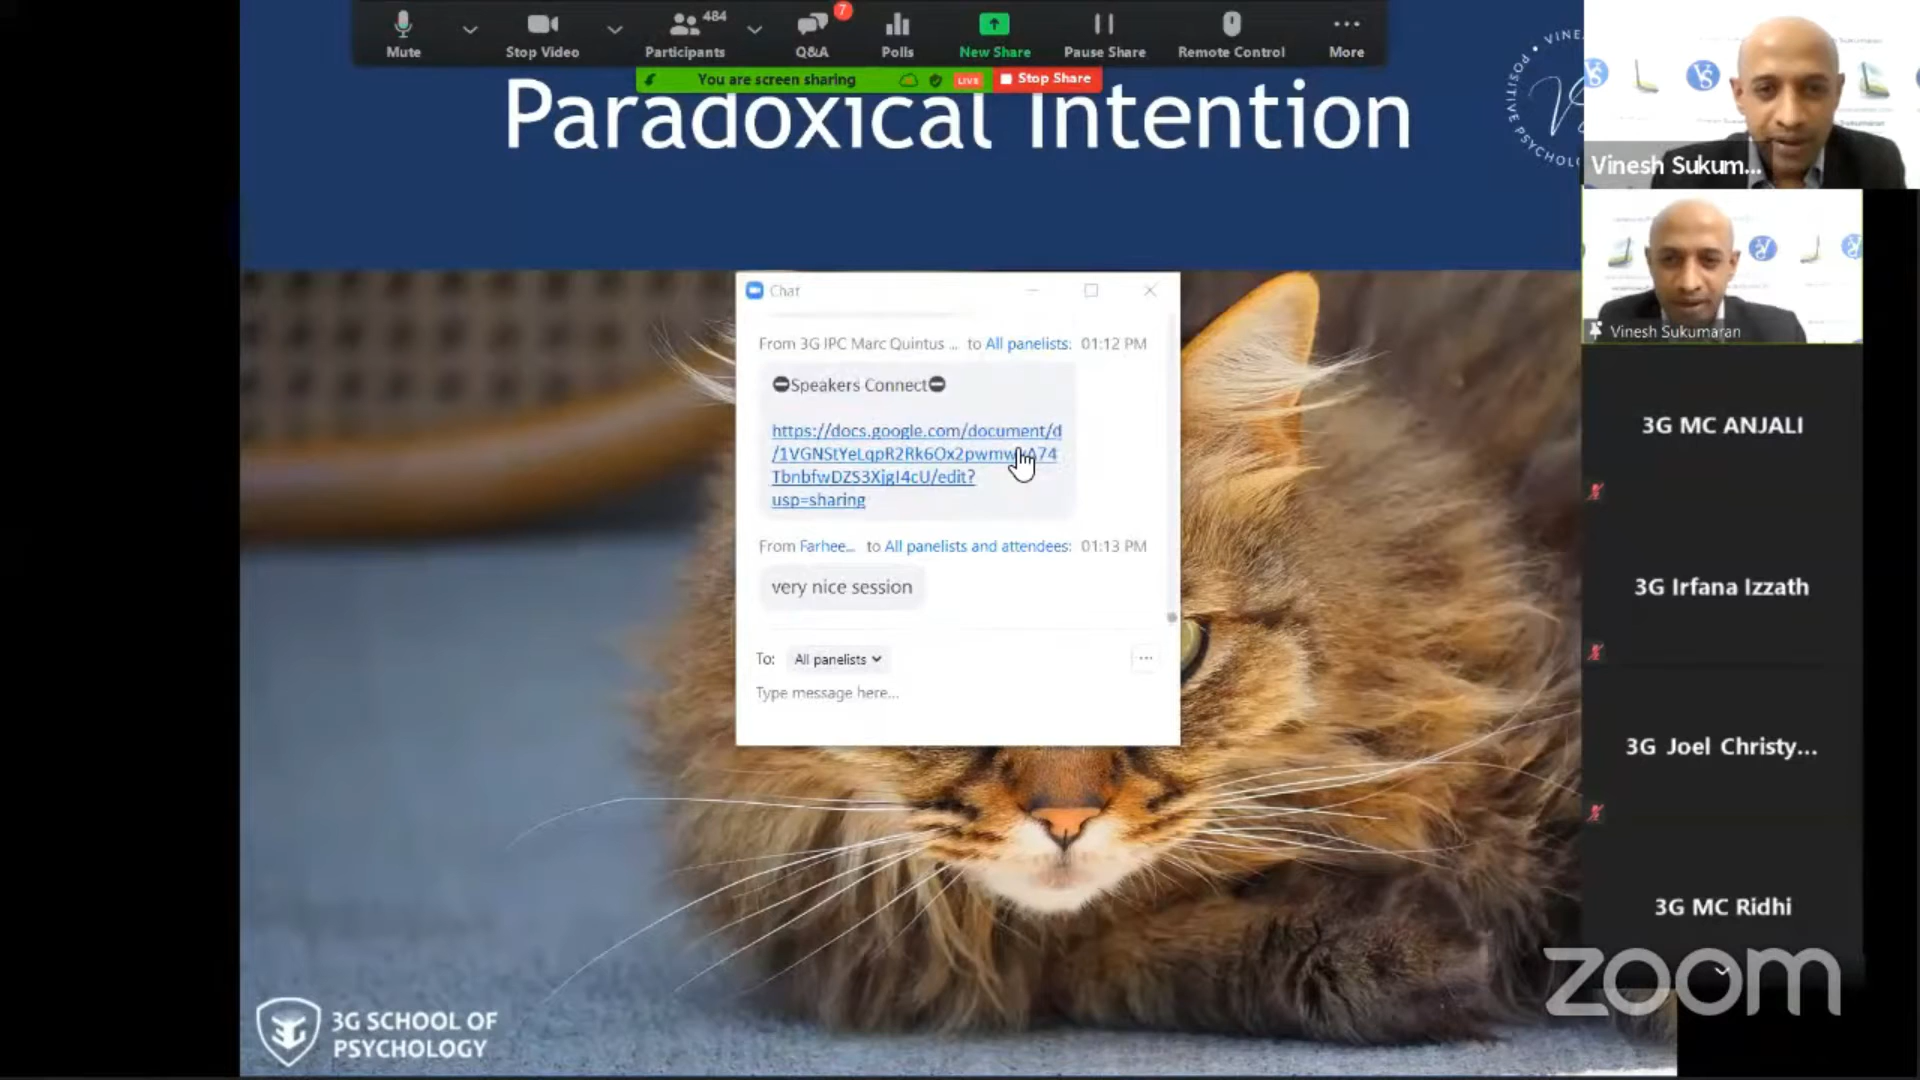 Mute
Stop Video
484
Participants
7
Q&A
Polls
New Share
Pause Share
Remote Control
More
You are screen sharing
LIVE
Stop Share
Paradoxical Intention
POSITIVE PSYCHOL
VINE
Vinesh Sukum...
Vinesh Sukumaran
Chat
From 3G IPC Marc Quintus ... to All panelists: 01:12 PM
Speakers Connect
https://docs.google.com/document/d
TbnbfwDZS3XjgI4cU/edit?
usp=sharing
From Farhee... to All panelists and attendees: 01:13 PM
very nice session
To: All panelists
Type message here...
3G MC ANJALI
3G Irfana Izzath
3G Joel Christy...
3G MC Ridhi
zoom
3G SCHOOL OF
PSYCHOLOGY